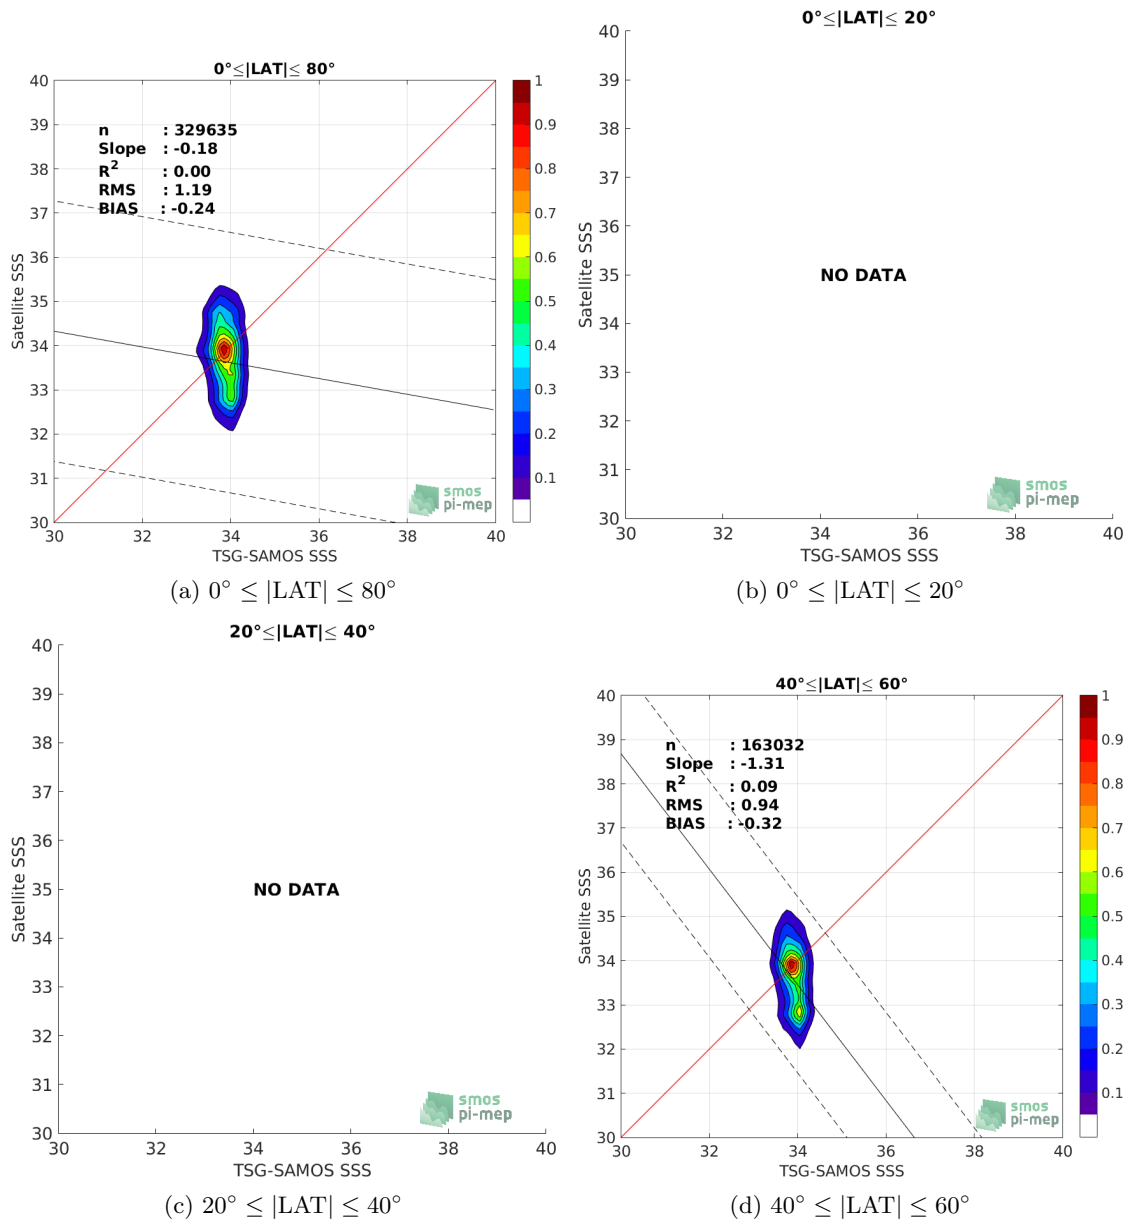 0°≤|LAT|≤ 80°
40
39
38
37
36
35
34
33
32
31
30
Satellite SSS
n : 329635
Slope : -0.18
R² : 0.00
RMS : 1.19
BIAS : -0.24
smos
pi-mep
30 32 34 36 38 40
TSG-SAMOS SSS
1
0.9
0.8
0.7
0.6
0.5
0.4
0.3
0.2
0.1
(a) 0° ≤ |LAT| ≤ 80°
0°≤|LAT|≤ 20°
40
39
38
37
36
35
34
33
32
31
30
Satellite SSS
NO DATA
smos
pi-mep
30 32 34 36 38 40
TSG-SAMOS SSS
(b) 0° ≤ |LAT| ≤ 20°
20°≤|LAT|≤ 40°
40
39
38
37
36
35
34
33
32
31
30
Satellite SSS
NO DATA
smos
pi-mep
30 32 34 36 38 40
TSG-SAMOS SSS
(c) 20° ≤ |LAT| ≤ 40°
40°≤|LAT|≤ 60°
40
39
38
37
36
35
34
33
32
31
30
Satellite SSS
n : 163032
Slope : -1.31
R² : 0.09
RMS : 0.94
BIAS : -0.32
smos
pi-mep
30 32 34 36 38 40
TSG-SAMOS SSS
1
0.9
0.8
0.7
0.6
0.5
0.4
0.3
0.2
0.1
(d) 40° ≤ |LAT| ≤ 60°